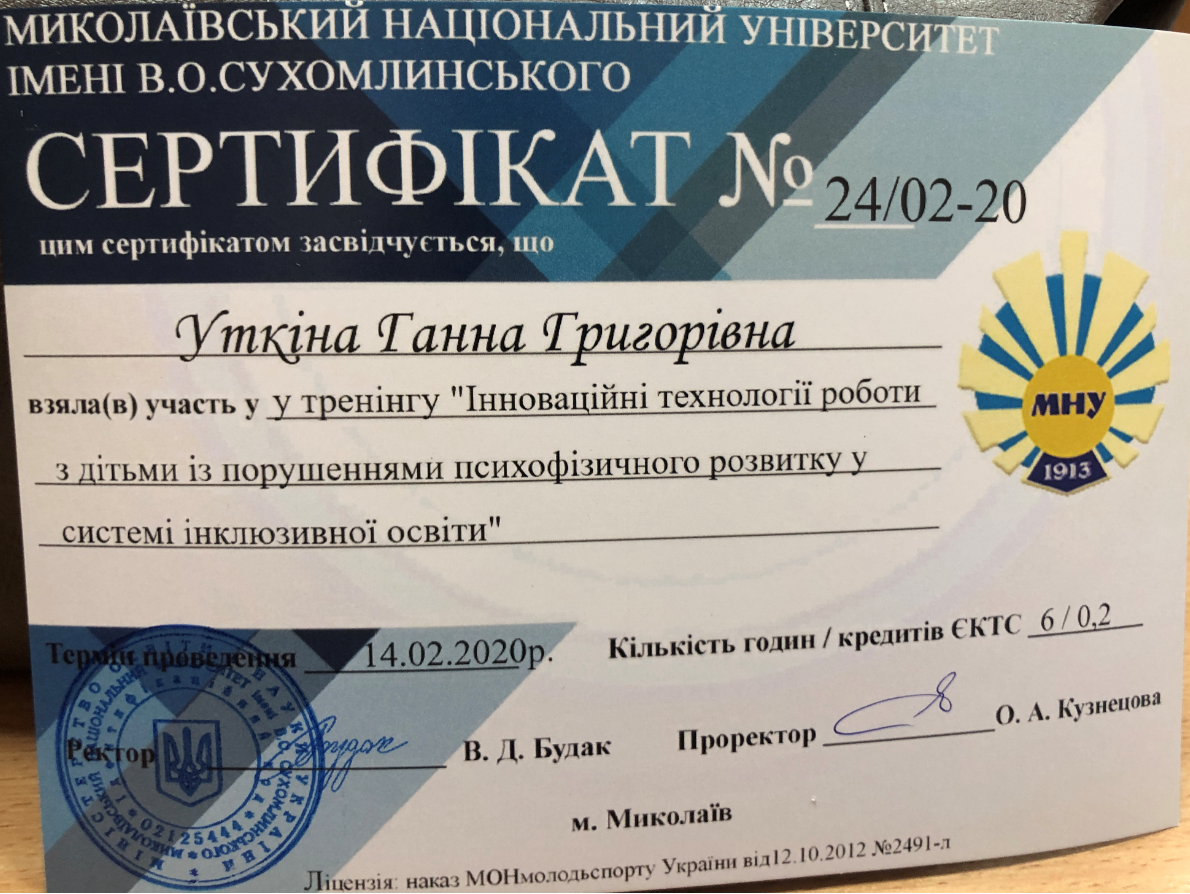 МИКОЛАЇВСЬКИЙ НАЦІОНАЛЬНИЙ УНІВЕРСИТЕТ
ІМЕНІ В.О.СУХОМЛИНСЬКОГО
СЕРТИФІКАТ № 24/02-20
цим сертифікатом засвідчується, що
Уткіна Ганна Григорівна
взяла(в) участь у у тренінгу "Інноваційні технології роботи
з дітьми із порушеннями психофізичного розвитку у
системі інклюзивної освіти"
МНУ
1913
Термін проведення 14.02.2020р.
Кількість годин / кредитів ЄКТС 6 / 0,2
Ректор В. Д. Будак
Проректор О. А. Кузнецова
02125444
м. Миколаїв
Ліцензія: наказ МОНмолодьспорту України від12.10.2012 №2491-л